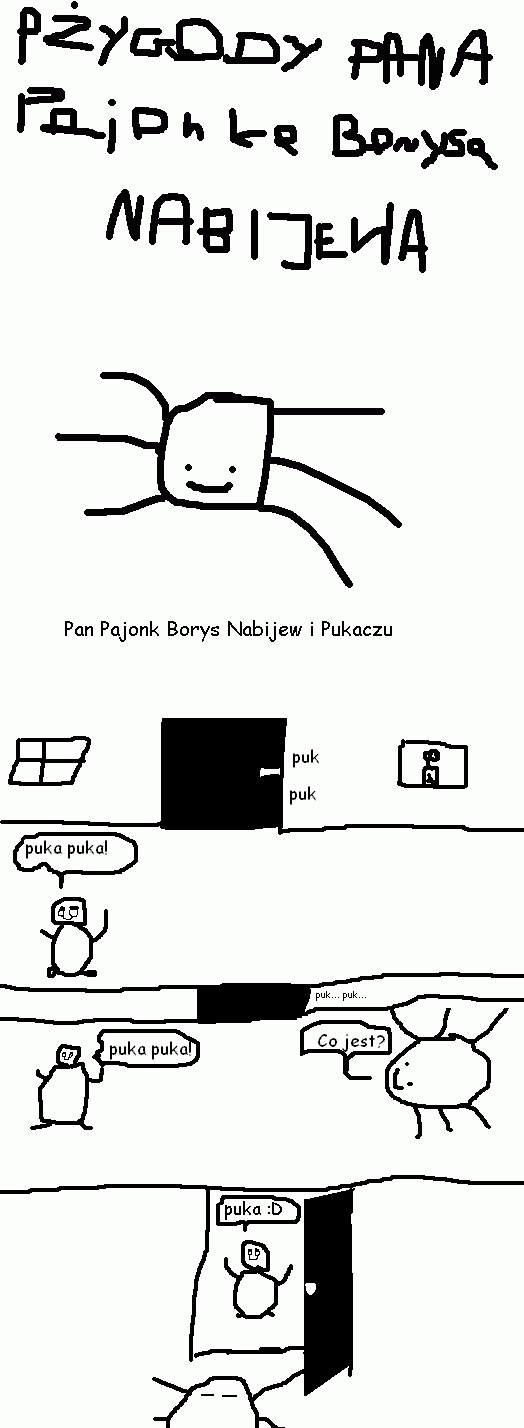 PŻYGODY PANA
PajOnka BOrysa
NABIJEWA
Pan Pajonk Borys Nabijew i Pukaczu
puk
puk
puka puka!
puk... puk...
puka puka!
Co jest?
puka :D